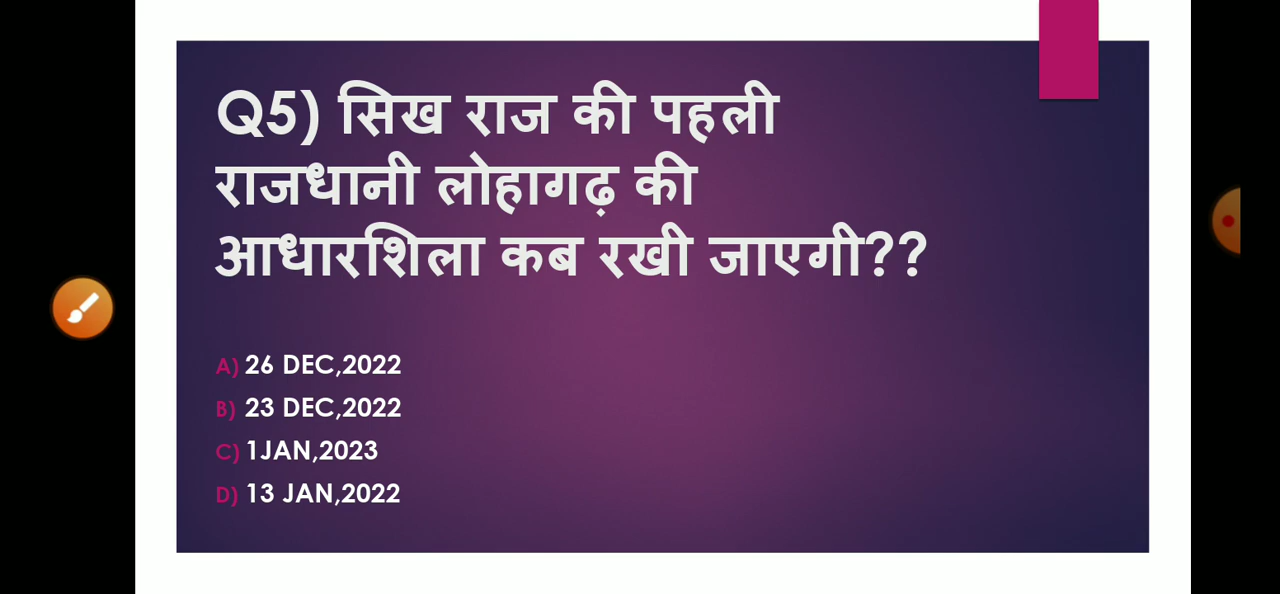 Q5) सिख राज की पहली
राजधानी लोहागढ़ की
आधारशिला कब रखी जाएगी??
A) 26 DEC,2022
B) 23 DEC,2022
C) 1JAN,2023
D) 13 JAN,2022